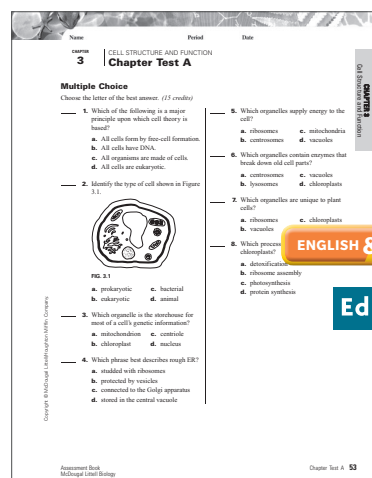 Name Period Date
CHAPTER
3
CELL STRUCTURE AND FUNCTION
Chapter Test A
CHAPTER 3
Cell Structure and Function
Multiple Choice
Choose the letter of the best answer. (15 credits)
1. Which of the following is a major
principle upon which cell theory is
based?
a. All cells form by free-cell formation.
b. All cells have DNA.
c. All organisms are made of cells.
d. All cells are eukaryotic.
2. Identify the type of cell shown in Figure
3.1.
FIG. 3.1
a. prokaryotic c. bacterial
b. eukaryotic d. animal
3. Which organelle is the storehouse for
most of a cell's genetic information?
a. mitochondrion c. centriole
b. chloroplast d. nucleus
4. Which phrase best describes rough ER?
a. studded with ribosomes
b. protected by vesicles
c. connected to the Golgi apparatus
d. stored in the central vacuole
5. Which organelles supply energy to the
cell?
a. ribosomes c. mitochondria
b. centrosomes d. vacuoles
6. Which organelles contain enzymes that
break down old cell parts?
a. centrosomes c. vacuoles
b. lysosomes d. chloroplasts
7. Which organelles are unique to plant
cells?
a. ribosomes c. chloroplasts
b. vacuoles
8. Which process
chloroplasts?
a. detoxification
b. ribosome assembly
c. photosynthesis
d. protein synthesis
ENGLISH &
Ed
Copyright © McDougal Littell/Houghton Mifflin Company
Assessment Book
McDougal Littell Biology
Chapter Test A 53